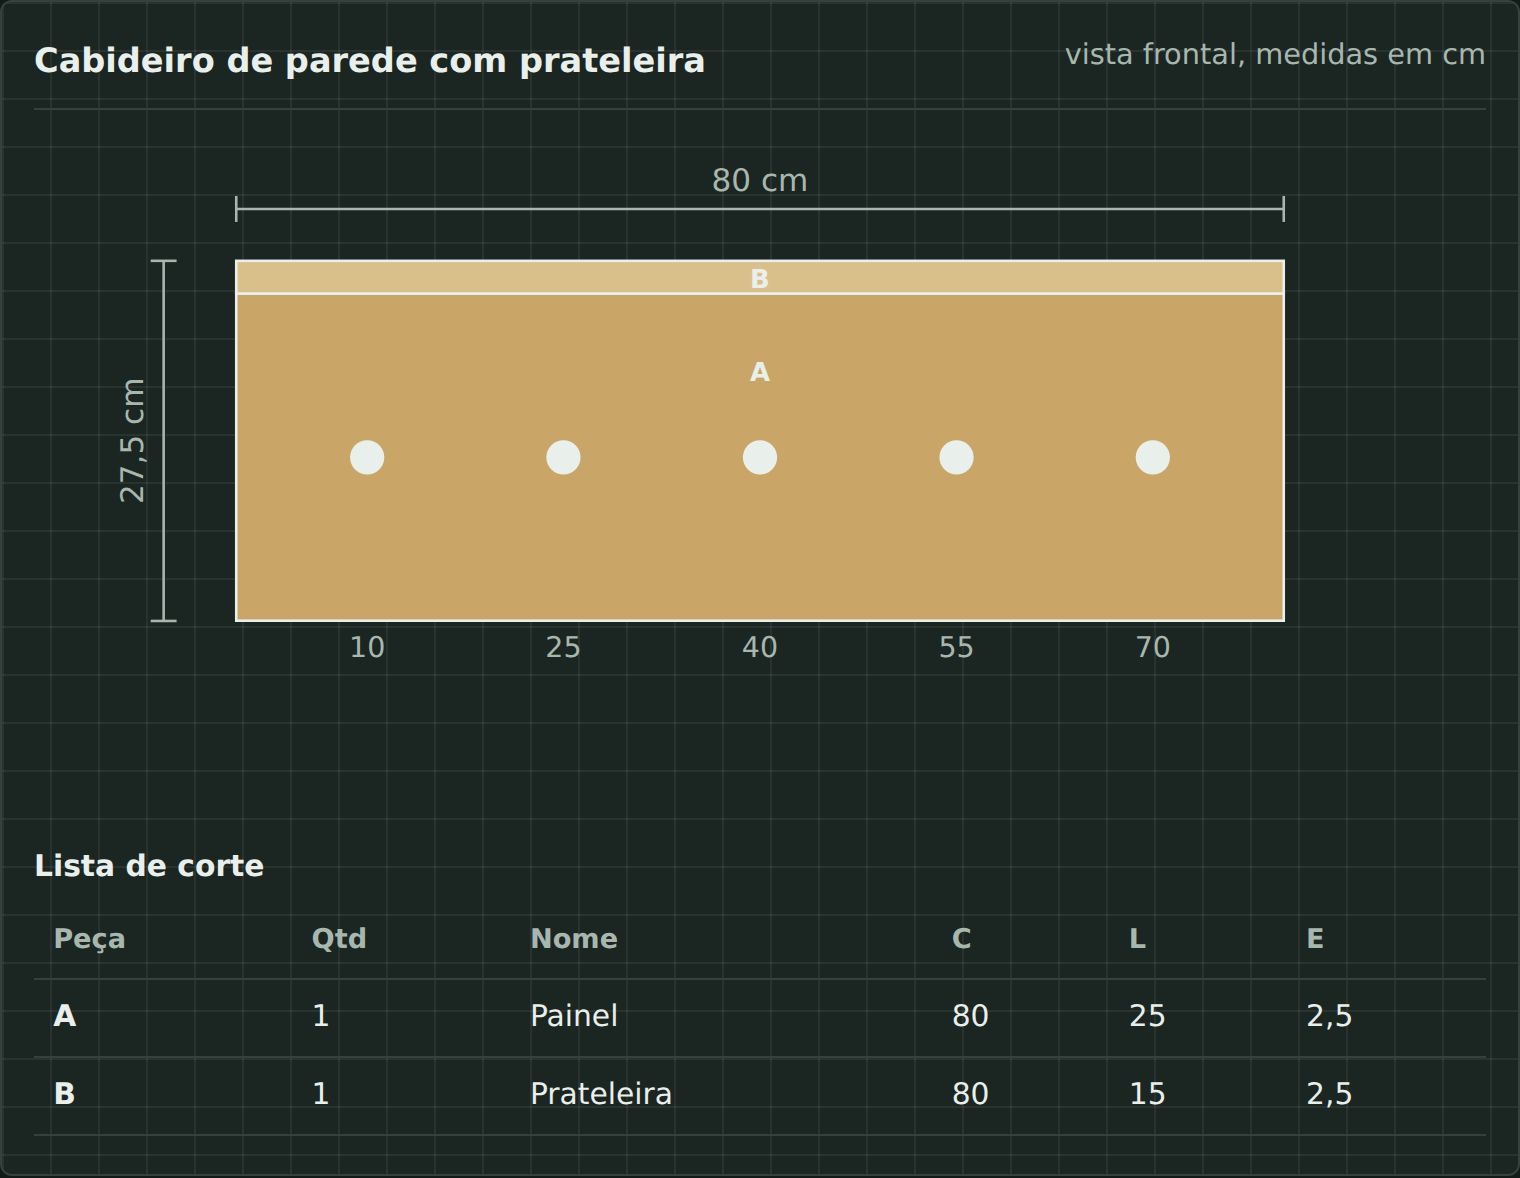 Cabideiro de parede com prateleira
vista frontal, medidas em cm
80 cm
B
A
27,5 cm
10 25 40 55 70
Lista de corte
Peça Qtd Nome C L E
A 1 Painel 80 25 2,5
B 1 Prateleira 80 15 2,5